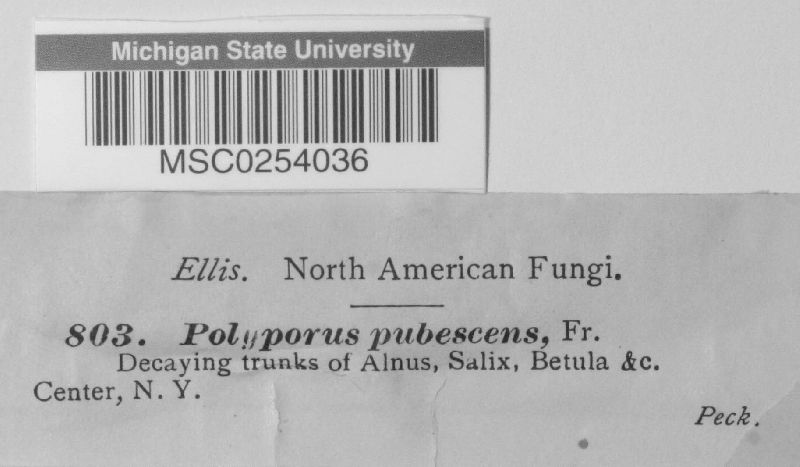 Michigan State University
MSC0254036
Ellis. North American Fungi.
803. Polyporus pubescens, Fr.
Decaying trunks of Alnus, Salix, Betula &c.
Center, N. Y.
Peck.